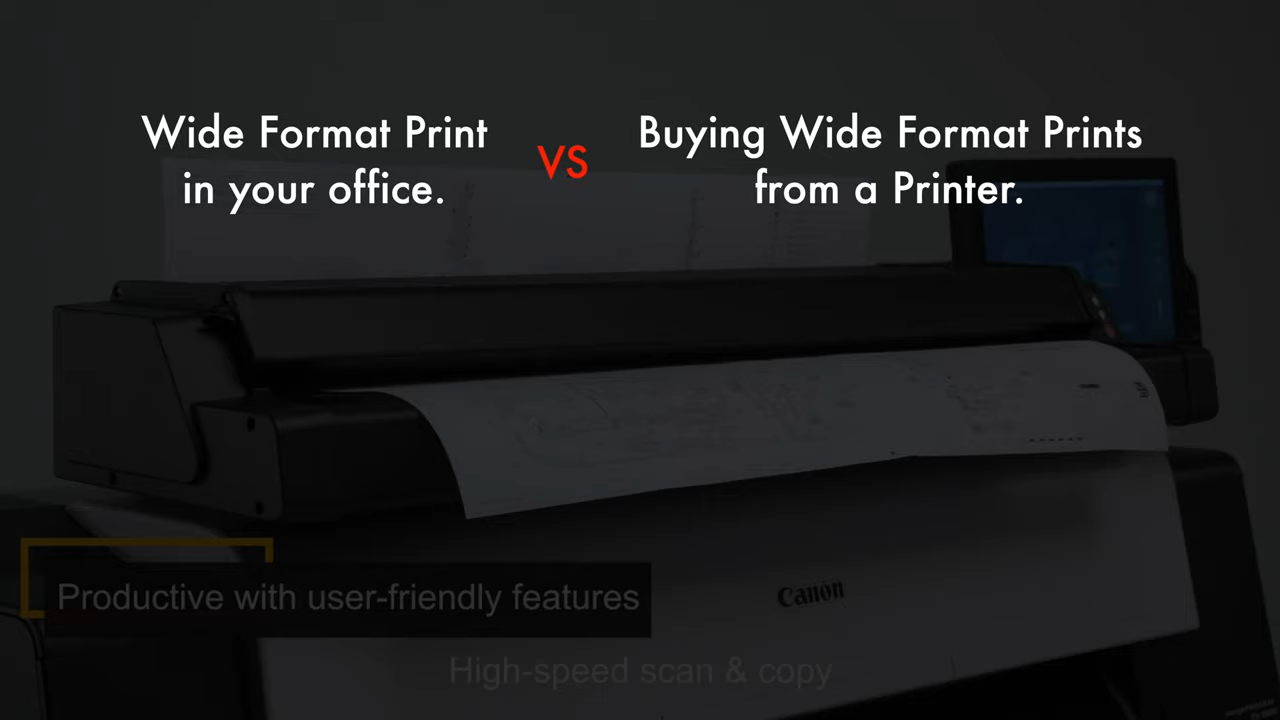 Wide Format Print
in your office.
VS
Buying Wide Format Prints
from a Printer.
Canon
Productive with user-friendly features
High-speed scan & copy